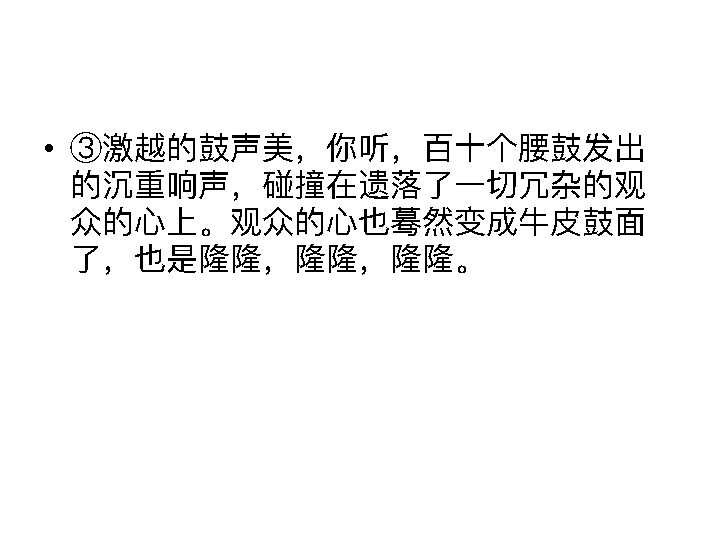 • ③激越的鼓声美，你听，百十个腰鼓发出
的沉重响声，碰撞在遗落了一切冗杂的观
众的心上。观众的心也蓦然变成牛皮鼓面
了，也是隆隆，隆隆，隆隆。